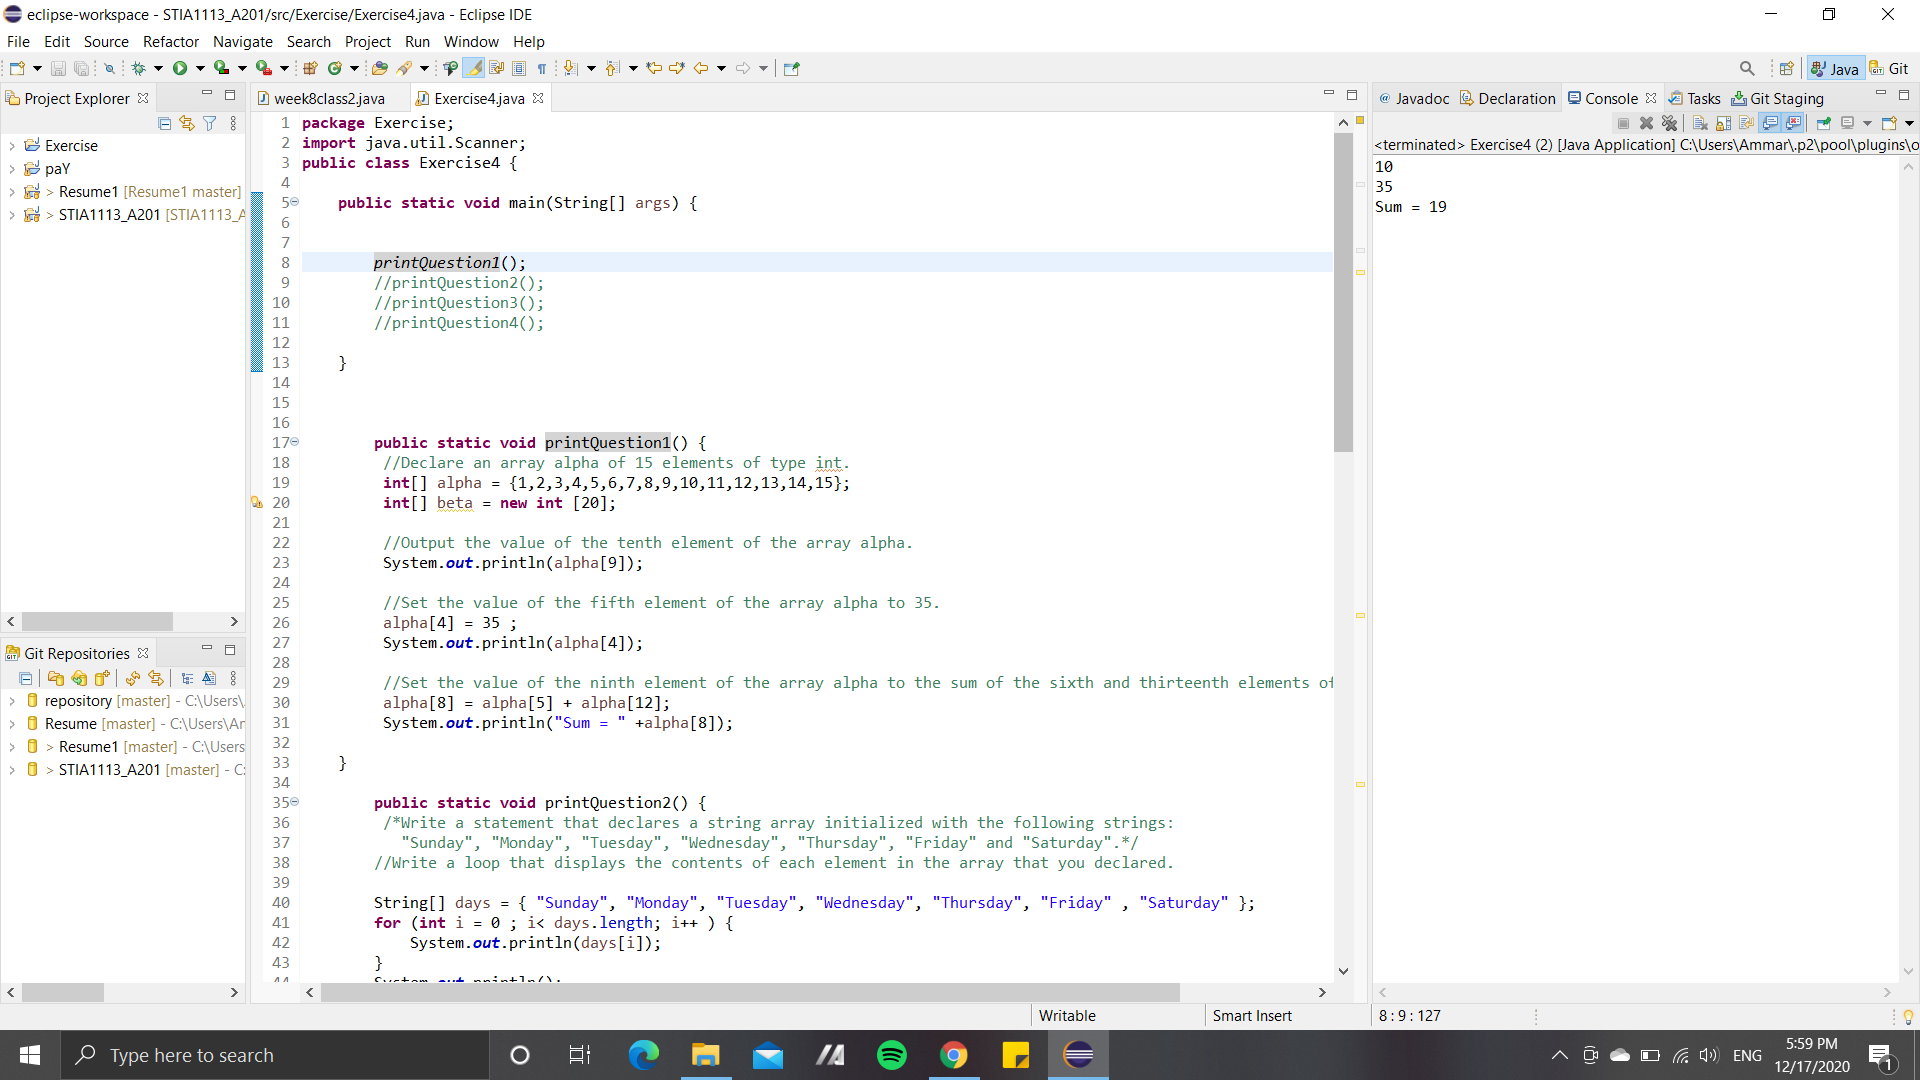 eclipse-workspace - STIA1113_A201/src/Exercise/Exercise4.java - Eclipse IDE
File Edit Source Refactor Navigate Search Project Run Window Help
Java Git
Project Explorer
Exercise
paY
> Resume1 [Resume1 master]
> STIA1113_A201 [STIA1113_A
Git Repositories
repository [master] - C:\Users\
Resume [master] - C:\Users\Ar
> Resume1 [master] - C:\Users
> STIA1113_A201 [master] - C:
week8class2.java Exercise4.java
1 package Exercise;
2 import java.util.Scanner;
3 public class Exercise4 {
4
5 public static void main(String[] args) {
6
7
8 printQuestion1();
9 //printQuestion2();
10 //printQuestion3();
11 //printQuestion4();
12
13 }
14
15
16
17 public static void printQuestion1() {
18 //Declare an array alpha of 15 elements of type int.
19 int[] alpha = {1,2,3,4,5,6,7,8,9,10,11,12,13,14,15};
20 int[] beta = new int [20];
21
22 //Output the value of the tenth element of the array alpha.
23 System.out.println(alpha[9]);
24
25 //Set the value of the fifth element of the array alpha to 35.
26 alpha[4] = 35 ;
27 System.out.println(alpha[4]);
28
29 //Set the value of the ninth element of the array alpha to the sum of the sixth and thirteenth elements of
30 alpha[8] = alpha[5] + alpha[12];
31 System.out.println("Sum = " +alpha[8]);
32
33 }
34
35 public static void printQuestion2() {
36 /*Write a statement that declares a string array initialized with the following strings:
37 "Sunday", "Monday", "Tuesday", "Wednesday", "Thursday", "Friday" and "Saturday".*/
38 //Write a loop that displays the contents of each element in the array that you declared.
39
40 String[] days = { "Sunday", "Monday", "Tuesday", "Wednesday", "Thursday", "Friday" , "Saturday" };
41 for (int i = 0 ; i< days.length; i++ ) {
42 System.out.println(days[i]);
43 }
44 System.out.println();
@ Javadoc Declaration Console Tasks Git Staging
<terminated> Exercise4 (2) [Java Application] C:\Users\Ammar\.p2\pool\plugins\o
10
35
Sum = 19
Writable Smart Insert 8 : 9 : 127
Type here to search
ENG
5:59 PM
12/17/2020
1